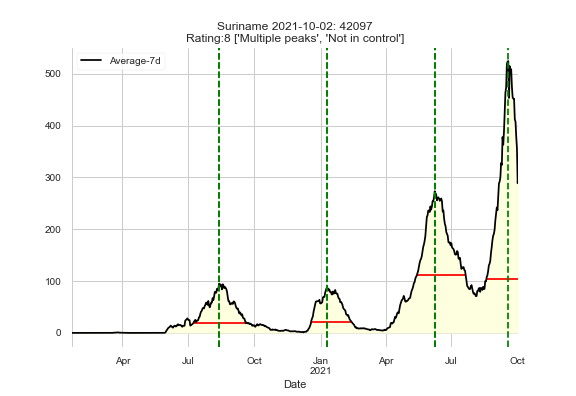 Suriname 2021-10-02: 42097
Rating:8 ['Multiple peaks', 'Not in control']
Average-7d
500
400
300
200
100
0
Apr Jul Oct Jan Apr Jul Oct
2021
Date